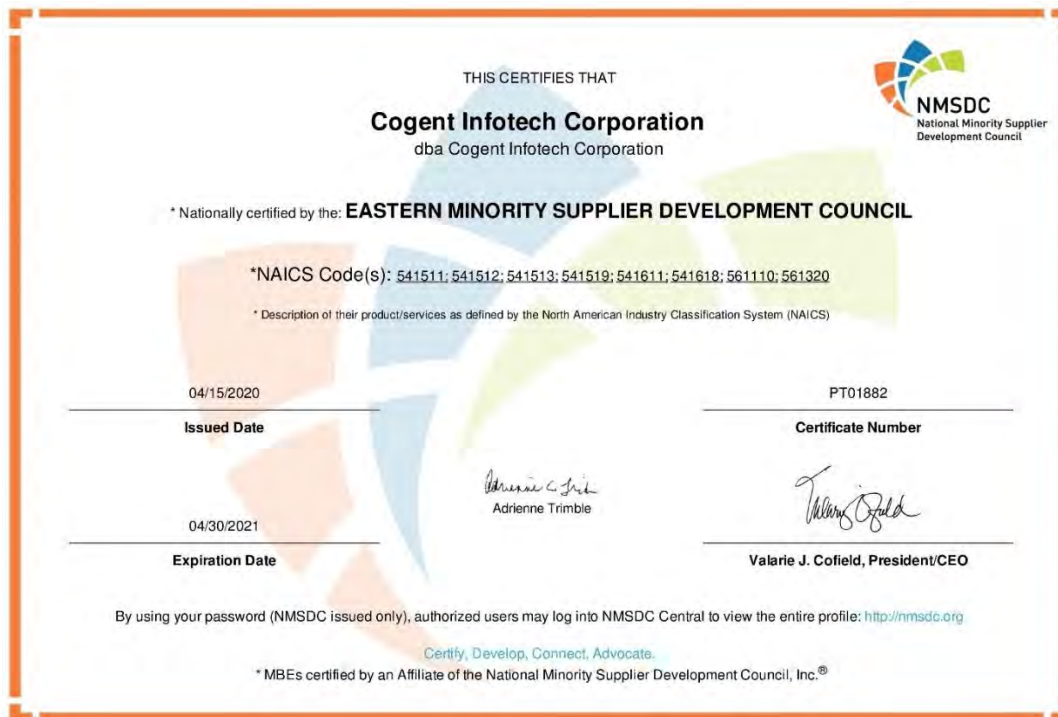 THIS CERTIFIES THAT
NMSDC
National Minority Supplier
Development Council
Cogent Infotech Corporation
dba Cogent Infotech Corporation
* Nationally certified by the: EASTERN MINORITY SUPPLIER DEVELOPMENT COUNCIL
*NAICS Code(s): 541511; 541512; 541513; 541519; 541611; 541618; 561110; 561320
* Description of their product/services as defined by the North American Industry Classification System (NAICS)
04/15/2020
Issued Date
PT01882
Certificate Number
Adrienne Trimble
04/30/2021
Expiration Date
Valarie J. Cofield, President/CEO
By using your password (NMSDC issued only), authorized users may log into NMSDC Central to view the entire profile: http://nmsdc.org
Certify, Develop, Connect, Advocate.
* MBEs certified by an Affiliate of the National Minority Supplier Development Council, Inc.®